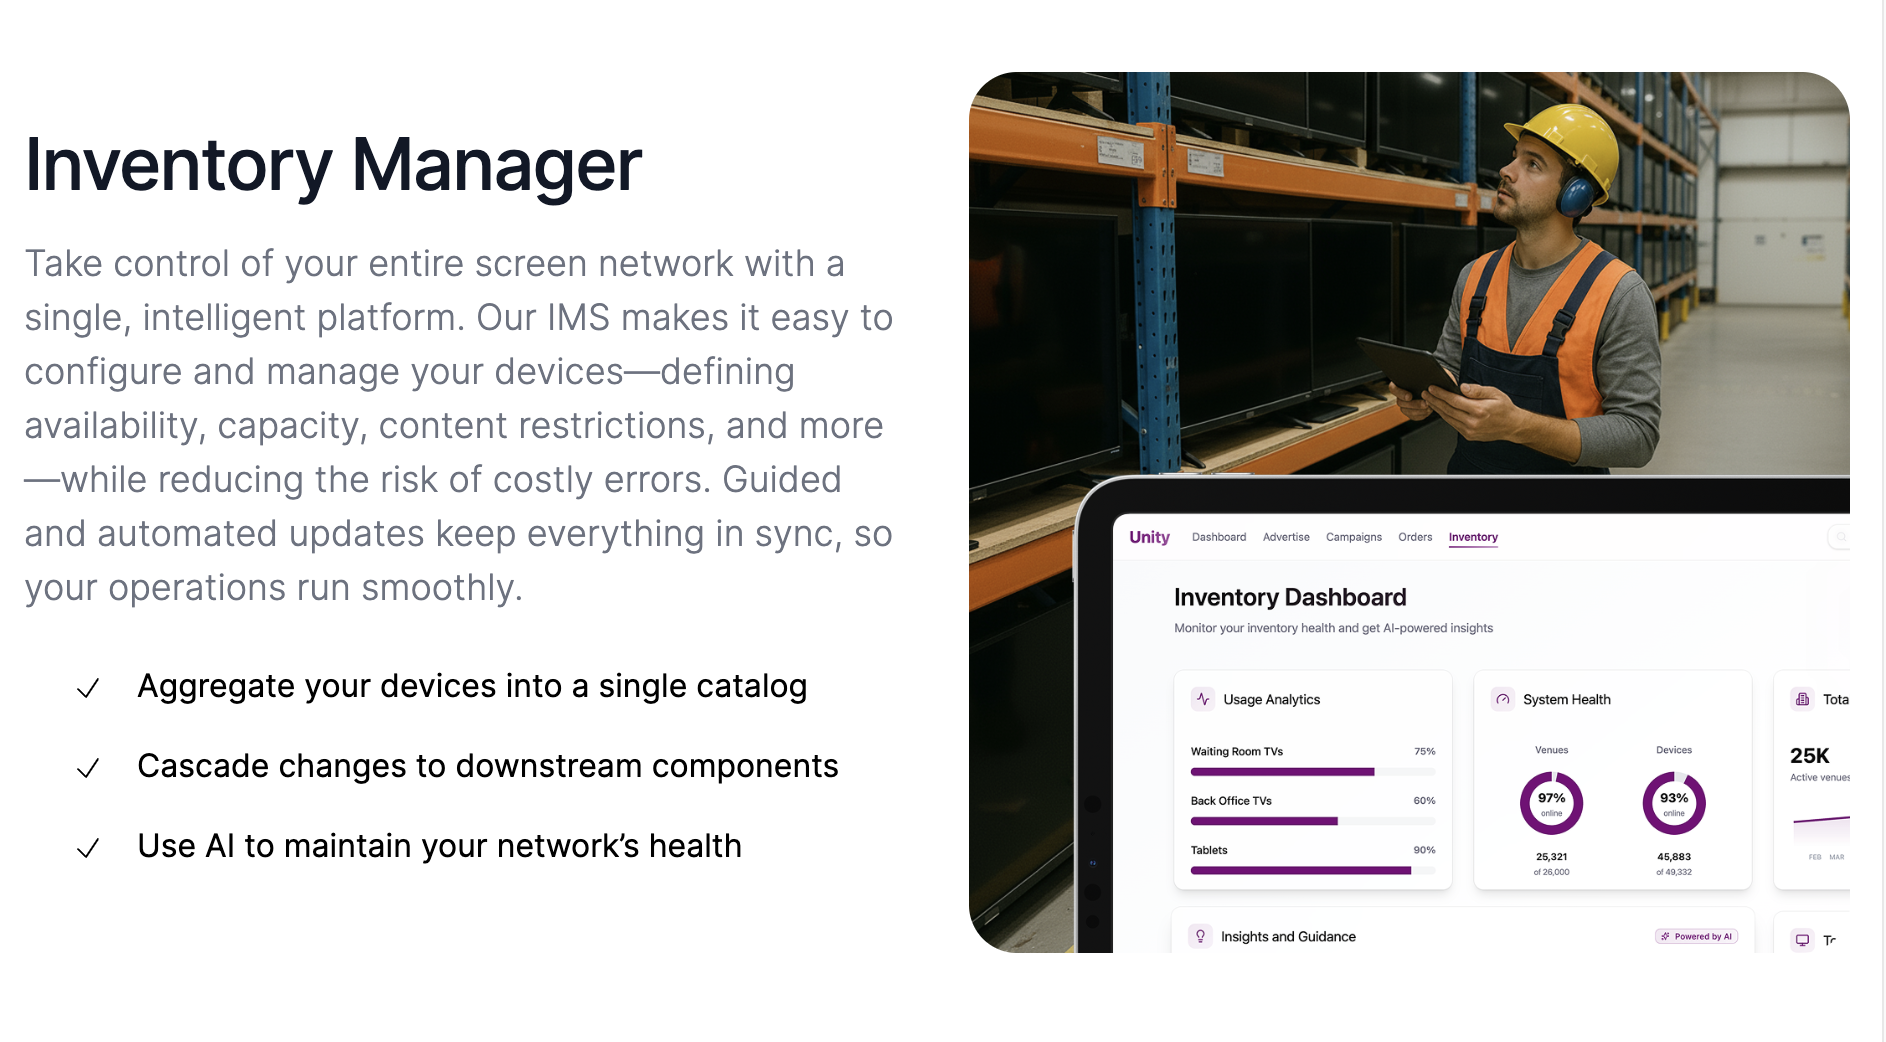 Inventory Manager
Take control of your entire screen network with a
single, intelligent platform. Our IMS makes it easy to
configure and manage your devices—defining
availability, capacity, content restrictions, and more
—while reducing the risk of costly errors. Guided
and automated updates keep everything in sync, so
your operations run smoothly.
Aggregate your devices into a single catalog
Cascade changes to downstream components
Use AI to maintain your network’s health
Unity Dashboard Advertise Campaigns Orders Inventory
Inventory Dashboard
Monitor your inventory health and get AI-powered insights
Usage Analytics
Waiting Room TVs 75%
Back Office TVs 60%
Tablets 90%
System Health
Venues Devices
97% 93%
online online
25,321 45,883
of 26,000 of 49,332
Tota
25K
Active venues
FEB MAR
Insights and Guidance Powered by AI